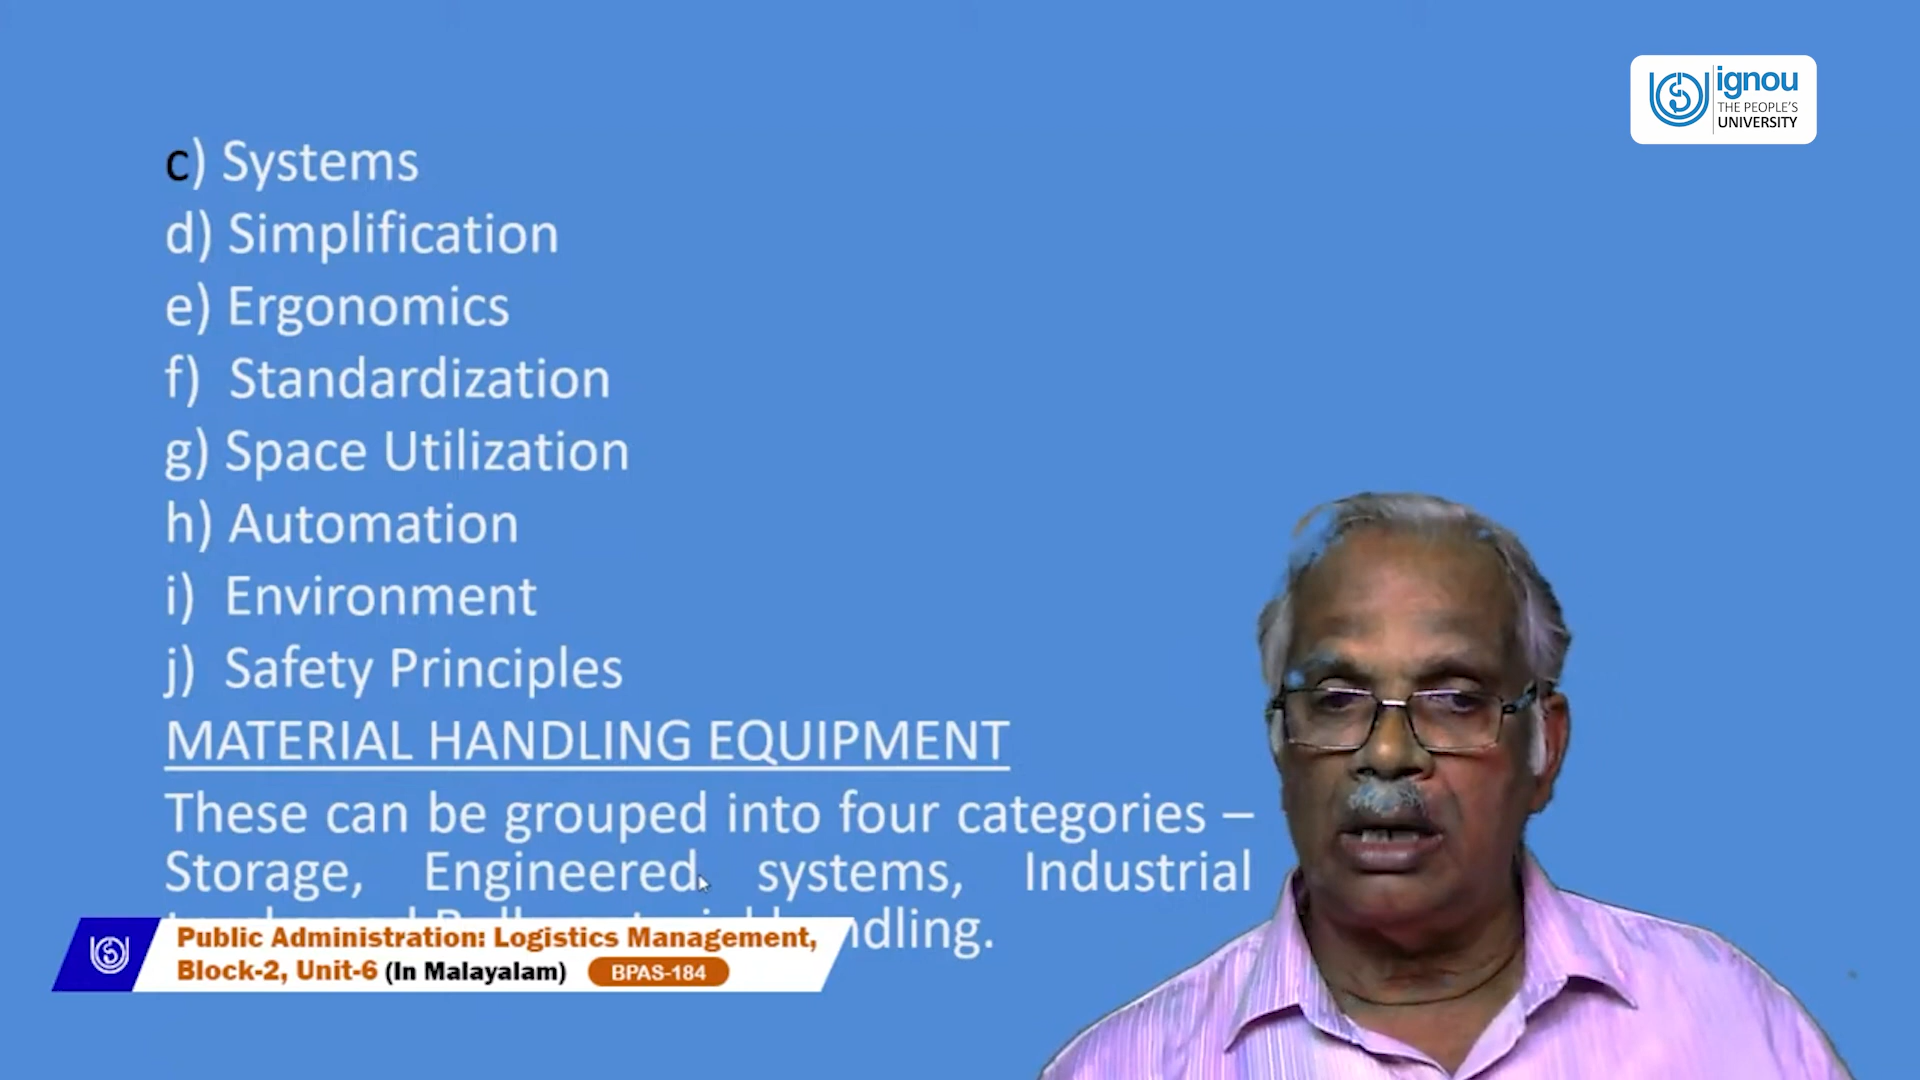 ignou
THE PEOPLE'S
UNIVERSITY
c) Systems
d) Simplification
e) Ergonomics
f) Standardization
g) Space Utilization
h) Automation
i) Environment
j) Safety Principles
MATERIAL HANDLING EQUIPMENT
These can be grouped into four categories –
Storage, Engineered systems, Industrial
handling.
Public Administration: Logistics Management,
Block-2, Unit-6 (In Malayalam) BPAS-184